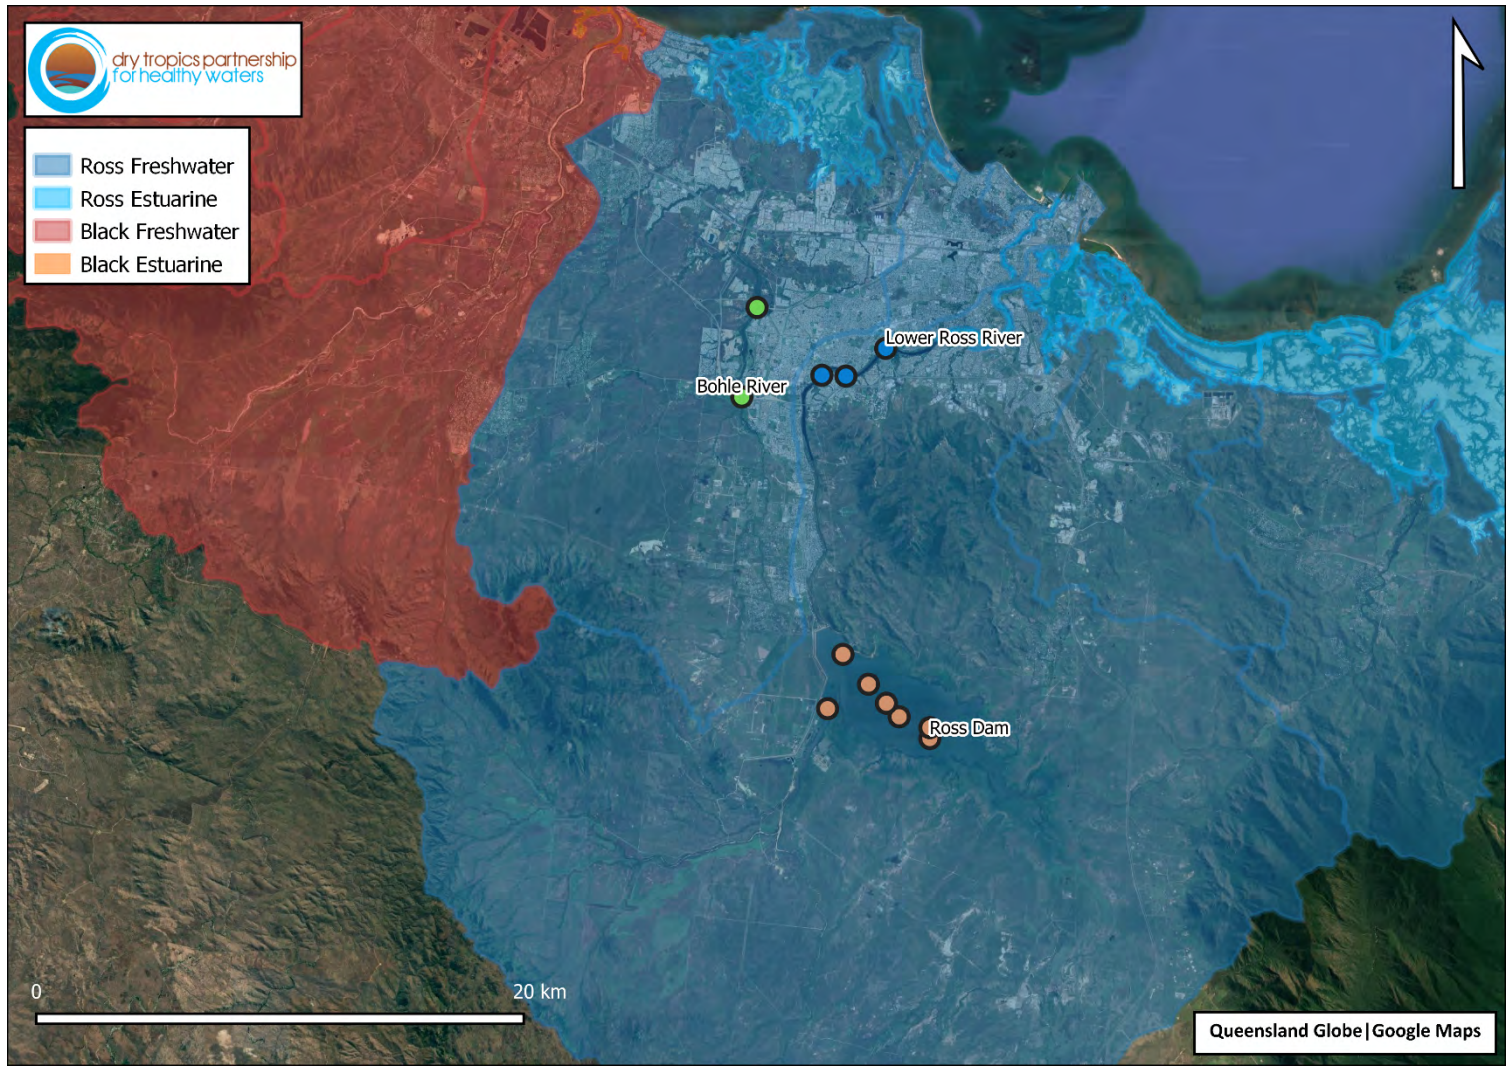 dry tropics partnership
for healthy waters
Ross Freshwater
Ross Estuarine
Black Freshwater
Black Estuarine
Lower Ross River
Bohle River
Ross Dam
0 20 km
Queensland Globe|Google Maps